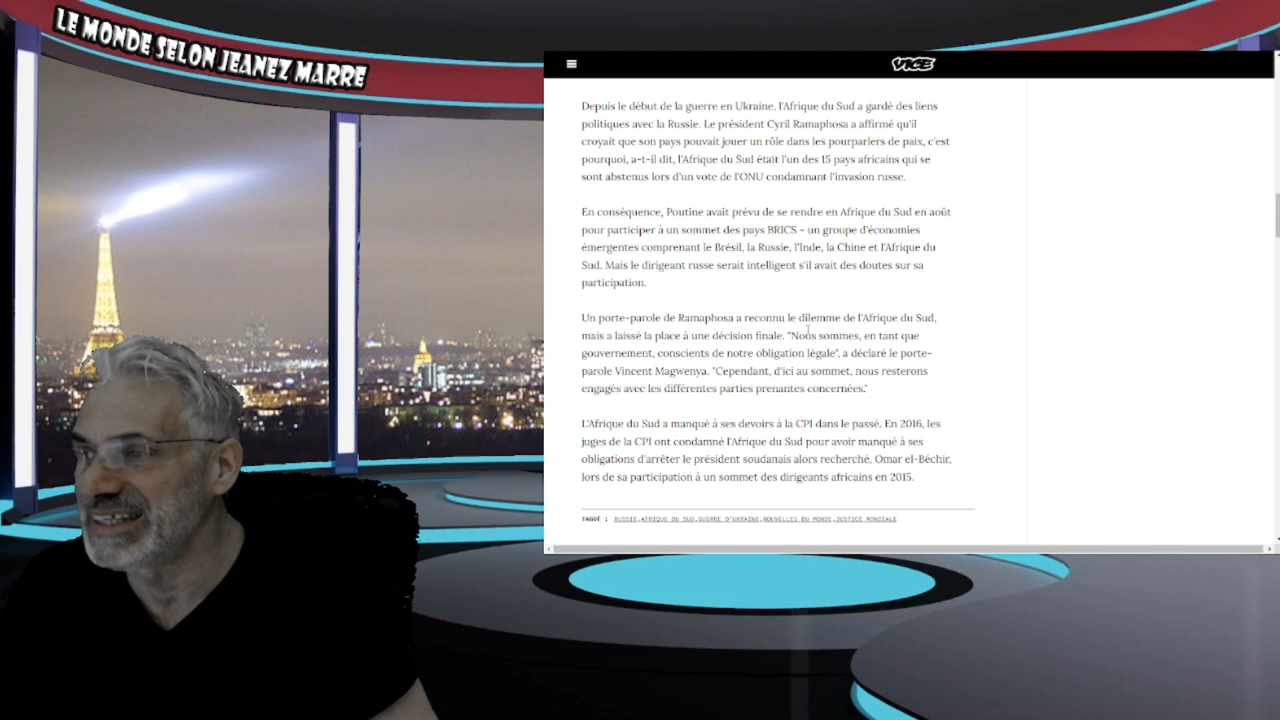 LE MONDE SELON JEANEZ MARRE
VICE
Depuis le début de la guerre en Ukraine, l'Afrique du Sud a gardé des liens
politiques avec la Russie. Le président Cyril Ramaphosa a affirmé qu'il
croyait que son pays pouvait jouer un rôle dans les pourparlers de paix, c'est
pourquoi, a-t-il dit, l'Afrique du Sud était l'un des 15 pays africains qui se
sont abstenus lors d'un vote de l'ONU condamnant l'invasion russe.
En conséquence, Poutine avait prévu de se rendre en Afrique du Sud en août
pour participer à un sommet des pays BRICS - un groupe d'économies
émergentes comprenant le Brésil, la Russie, l'Inde, la Chine et l'Afrique du
Sud. Mais le dirigeant russe serait intelligent s'il avait des doutes sur sa
participation.
Un porte-parole de Ramaphosa a reconnu le dilemme de l'Afrique du Sud,
mais a laissé la place à une décision finale. "Nous sommes, en tant que
gouvernement, conscients de notre obligation légale", a déclaré le porte-
parole Vincent Magwenya. "Cependant, d'ici au sommet, nous resterons
engagés avec les différentes parties prenantes concernées."
L'Afrique du Sud a manqué à ses devoirs à la CPI dans le passé. En 2016, les
juges de la CPI ont condamné l'Afrique du Sud pour avoir manqué à ses
obligations d'arrêter le président soudanais alors recherché, Omar el-Béchir,
lors de sa participation à un sommet des dirigeants africains en 2015.
TAGUÉ : RUSSIE,AFRIQUE DU SUD,GUERRE D'UKRAINE,NOUVELLES DU MONDE,JUSTICE MONDIALE